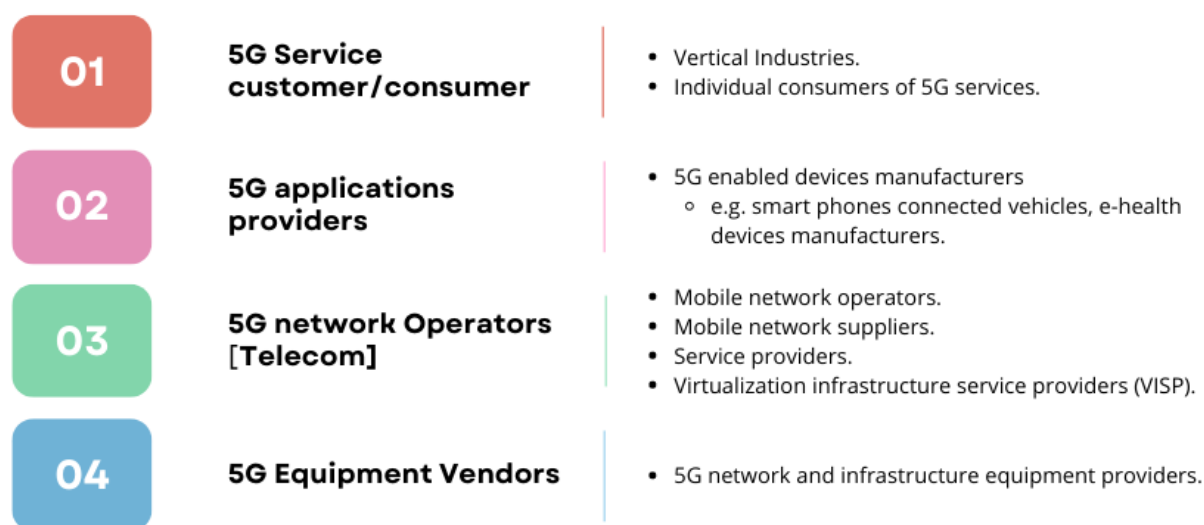 01
5G Service
customer/consumer
• Vertical Industries.
• Individual consumers of 5G services.
02
5G applications
providers
• 5G enabled devices manufacturers
○ e.g. smart phones connected vehicles, e-health
devices manufacturers.
03
5G network Operators
[Telecom]
• Mobile network operators.
• Mobile network suppliers.
• Service providers.
• Virtualization infrastructure service providers (VISP).
04
5G Equipment Vendors
• 5G network and infrastructure equipment providers.